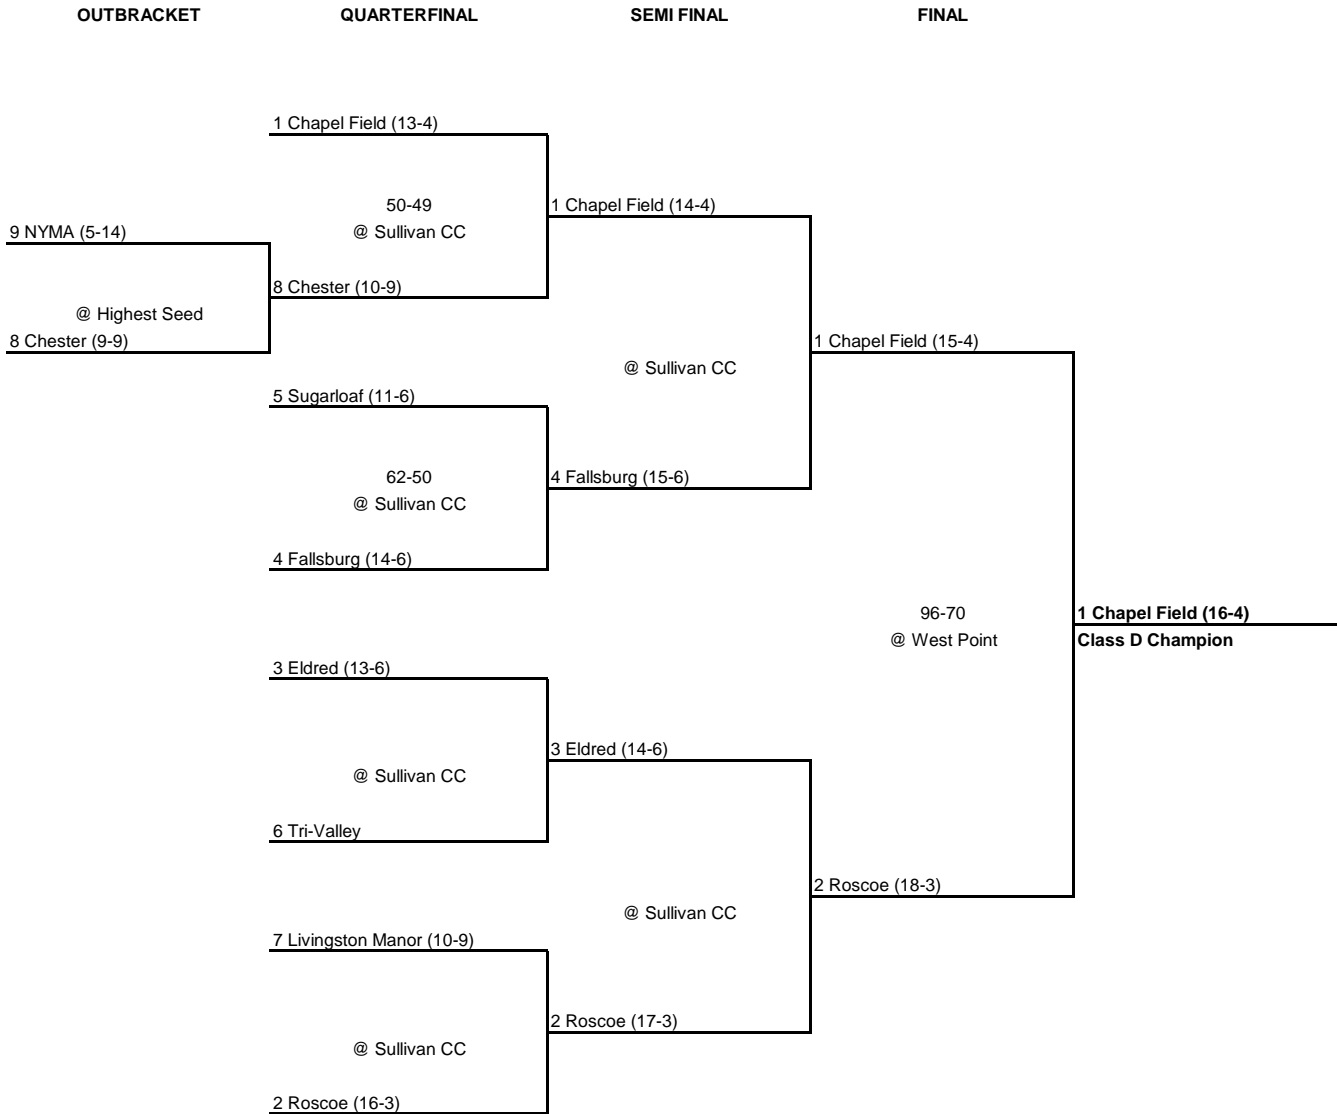 OUTBRACKET QUARTERFINAL SEMI FINAL FINAL
1 Chapel Field (13-4)
50-49 1 Chapel Field (14-4)
9 NYMA (5-14) @ Sullivan CC
8 Chester (10-9)
@ Highest Seed
8 Chester (9-9) 1 Chapel Field (15-4)
@ Sullivan CC
5 Sugarloaf (11-6)
62-50 4 Fallsburg (15-6)
@ Sullivan CC
4 Fallsburg (14-6)
96-70 1 Chapel Field (16-4)
@ West Point Class D Champion
3 Eldred (13-6)
3 Eldred (14-6)
@ Sullivan CC
6 Tri-Valley
2 Roscoe (18-3)
@ Sullivan CC
7 Livingston Manor (10-9)
2 Roscoe (17-3)
@ Sullivan CC
2 Roscoe (16-3)